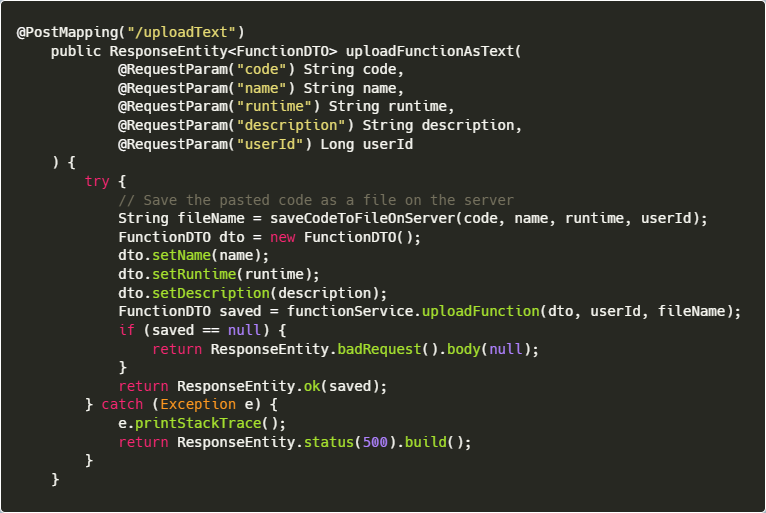 @PostMapping("/uploadText")
    public ResponseEntity<FunctionDTO> uploadFunctionAsText(
            @RequestParam("code") String code,
            @RequestParam("name") String name,
            @RequestParam("runtime") String runtime,
            @RequestParam("description") String description,
            @RequestParam("userId") Long userId
    ) {
        try {
            // Save the pasted code as a file on the server
            String fileName = saveCodeToFileOnServer(code, name, runtime, userId);
            FunctionDTO dto = new FunctionDTO();
            dto.setName(name);
            dto.setRuntime(runtime);
            dto.setDescription(description);
            FunctionDTO saved = functionService.uploadFunction(dto, userId, fileName);
            if (saved == null) {
                return ResponseEntity.badRequest().body(null);
            }
            return ResponseEntity.ok(saved);
        } catch (Exception e) {
            e.printStackTrace();
            return ResponseEntity.status(500).build();
        }
    }